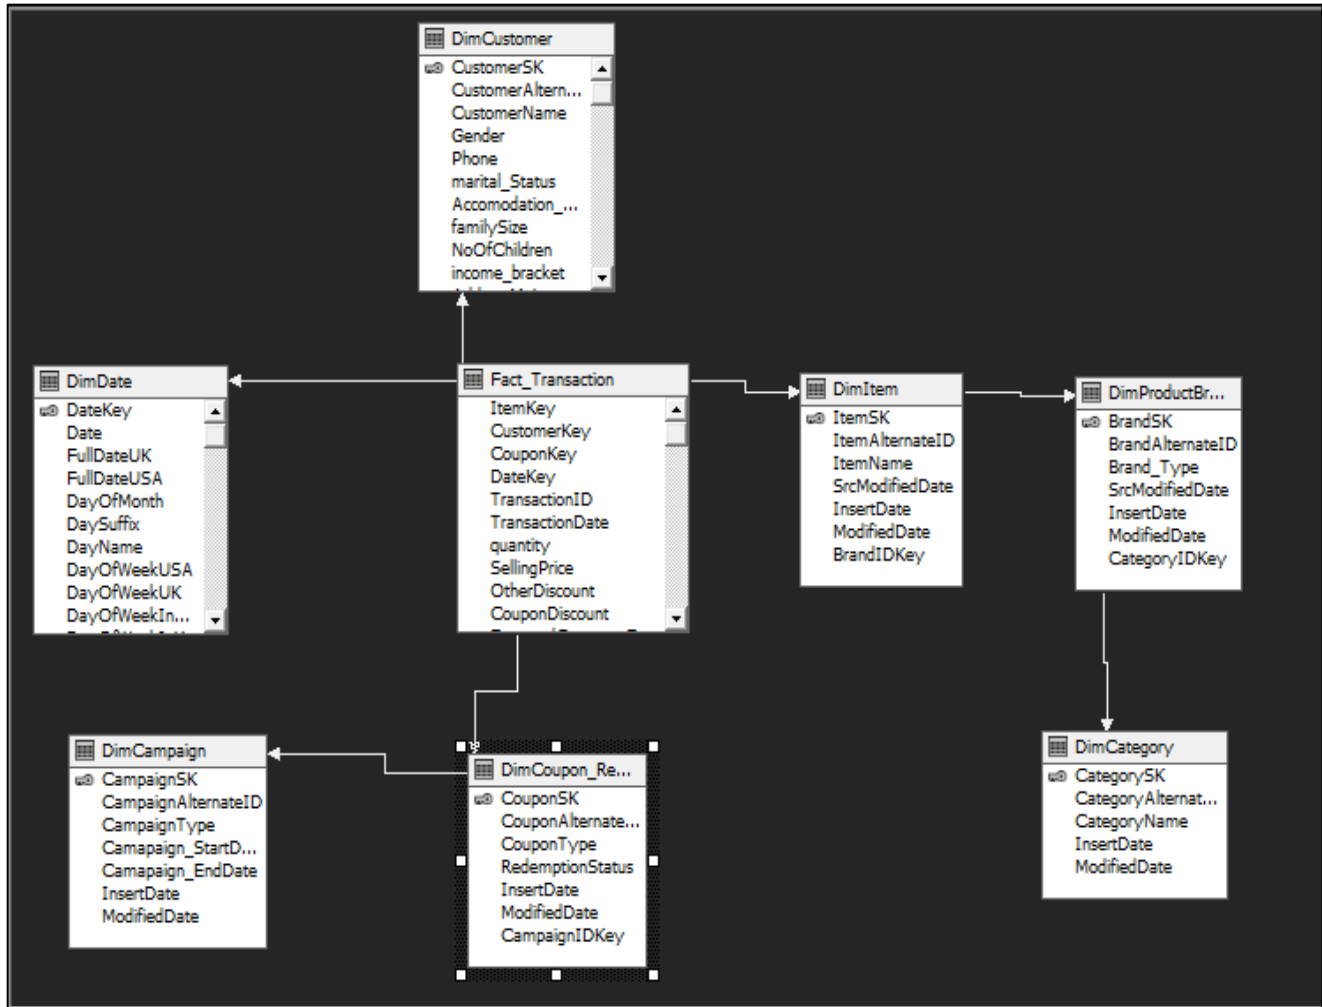 DimCustomer
CustomerSK
CustomerAltern...
CustomerName
Gender
Phone
marital_Status
Accomodation_...
familySize
NoOfChildren
income_bracket
DimDate
DateKey
Date
FullDateUK
FullDateUSA
DayOfMonth
DaySuffix
DayName
DayOfWeekUSA
DayOfWeekUK
DayOfWeekIn...
Fact_Transaction
ItemKey
CustomerKey
CouponKey
DateKey
TransactionID
TransactionDate
quantity
SellingPrice
OtherDiscount
CouponDiscount
DimItem
ItemSK
ItemAlternateID
ItemName
SrcModifiedDate
InsertDate
ModifiedDate
BrandIDKey
DimProductBr...
BrandSK
BrandAlternateID
Brand_Type
SrcModifiedDate
InsertDate
ModifiedDate
CategoryIDKey
DimCampaign
CampaignSK
CampaignAlternateID
CampaignType
Camapaign_StartD...
Camapaign_EndDate
InsertDate
ModifiedDate
DimCoupon_Re...
CouponSK
CouponAlternate...
CouponType
RedemptionStatus
InsertDate
ModifiedDate
CampaignIDKey
DimCategory
CategorySK
CategoryAlternat...
CategoryName
InsertDate
ModifiedDate